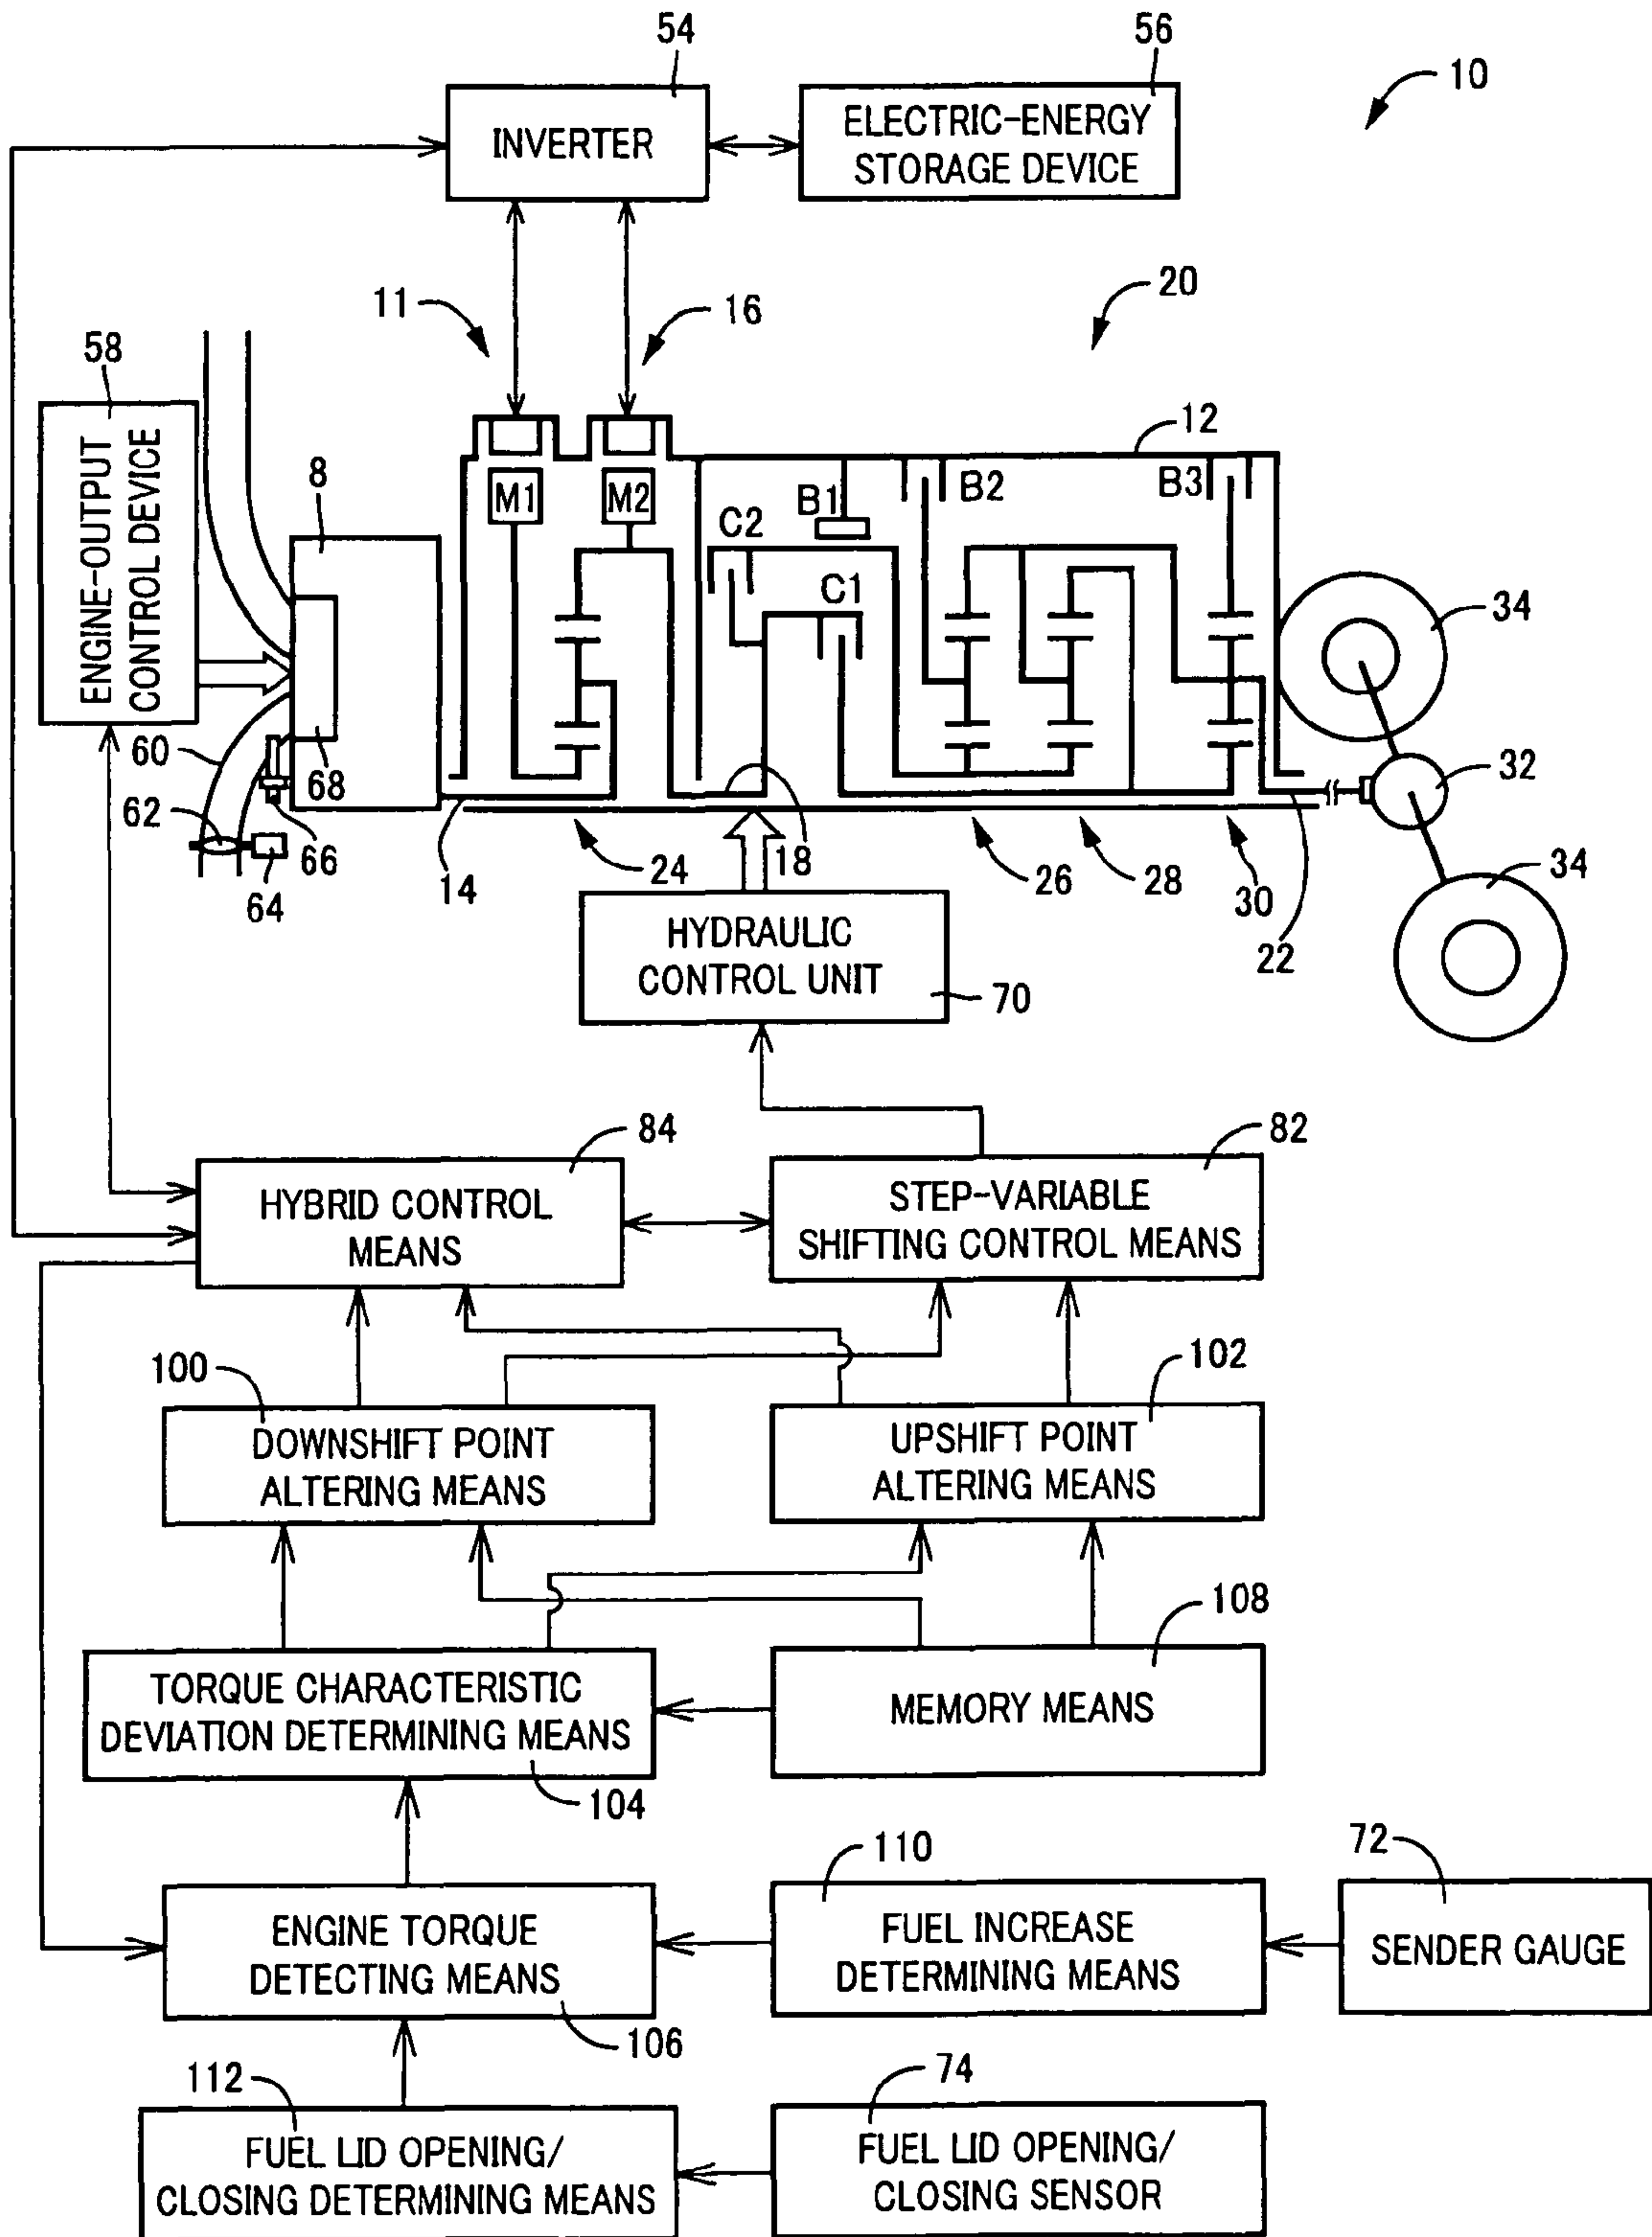 54
56
10
INVERTER
ELECTRIC-ENERGY
STORAGE DEVICE
11
16
20
58
ENGINE-OUTPUT
CONTROL DEVICE
8
12
M1
M2
C2
B1
B2
B3
C1
34
60
68
32
62
66
64
14
24
18
26
28
30
22
34
HYDRAULIC
CONTROL UNIT
70
84
82
HYBRID CONTROL
MEANS
STEP-VARIABLE
SHIFTING CONTROL MEANS
100
102
DOWNSHIFT POINT
ALTERING MEANS
UPSHIFT POINT
ALTERING MEANS
108
TORQUE CHARACTERISTIC
DEVIATION DETERMINING MEANS
MEMORY MEANS
104
110
72
ENGINE TORQUE
DETECTING MEANS
FUEL INCREASE
DETERMINING MEANS
SENDER GAUGE
106
112
74
FUEL LID OPENING/
CLOSING DETERMINING MEANS
FUEL LID OPENING/
CLOSING SENSOR